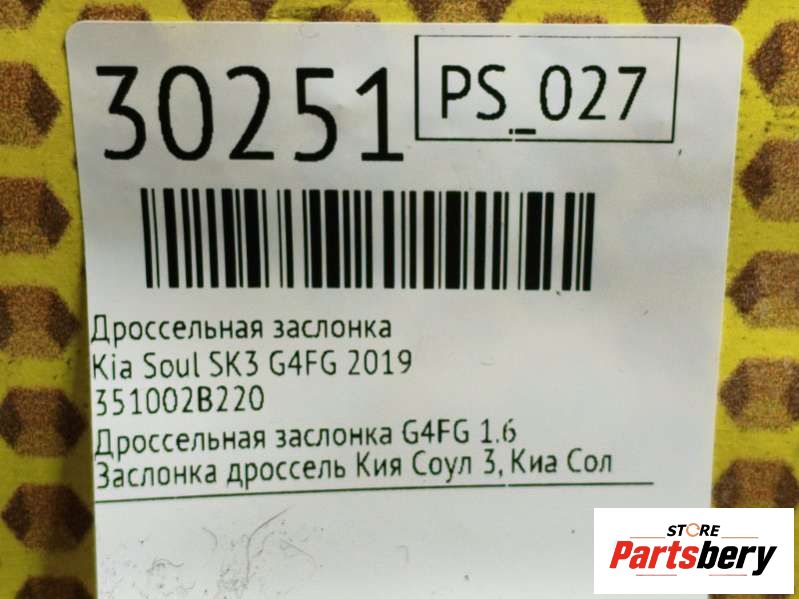 30251
PS_027
Дроссельная заслонка
Kia Soul SK3 G4FG 2019
351002B220
Дроссельная заслонка G4FG 1.6
Заслонка дроссель Кия Соул 3, Киа Сол
STORE
Partsbery